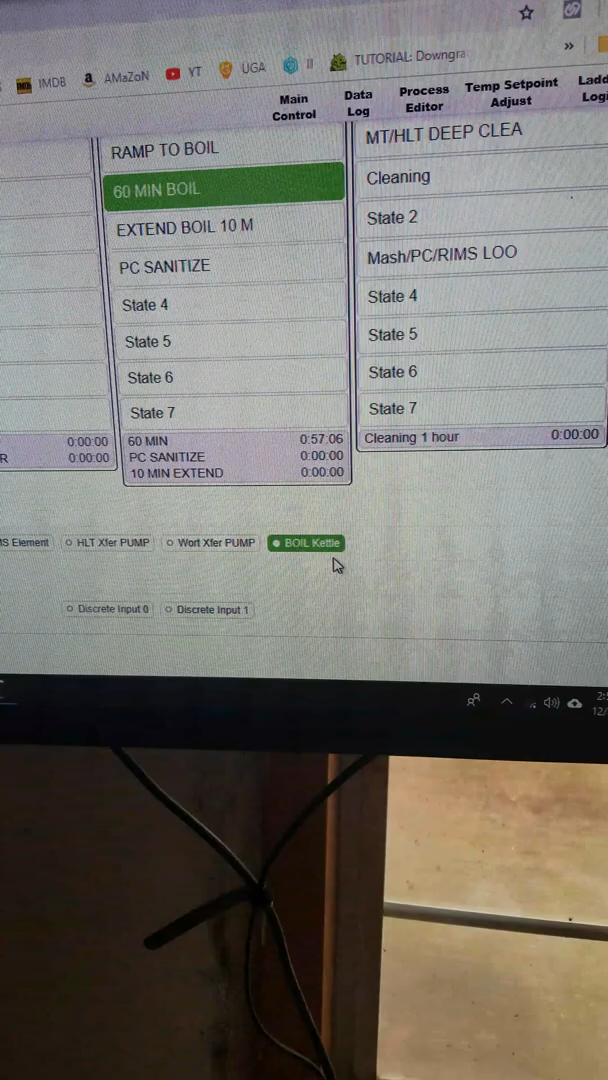 IMDB
AMaZoN
YT
UGA
II
TUTORIAL: Downgra
»
Main Control
Data Log
Process Editor
Temp Setpoint Adjust
Ladd
Logi
RAMP TO BOIL
60 MIN BOIL
EXTEND BOIL 10 M
PC SANITIZE
State 4
State 5
State 6
State 7
MT/HLT DEEP CLEA
Cleaning
State 2
Mash/PC/RIMS LOO
State 4
State 5
State 6
State 7
0:00:00
R 0:00:00
60 MIN 0:57:06
PC SANITIZE 0:00:00
10 MIN EXTEND 0:00:00
Cleaning 1 hour 0:00:00
S Element
HLT Xfer PUMP
Wort Xfer PUMP
BOIL Kettle
Discrete Input 0
Discrete Input 1
2:5
12/